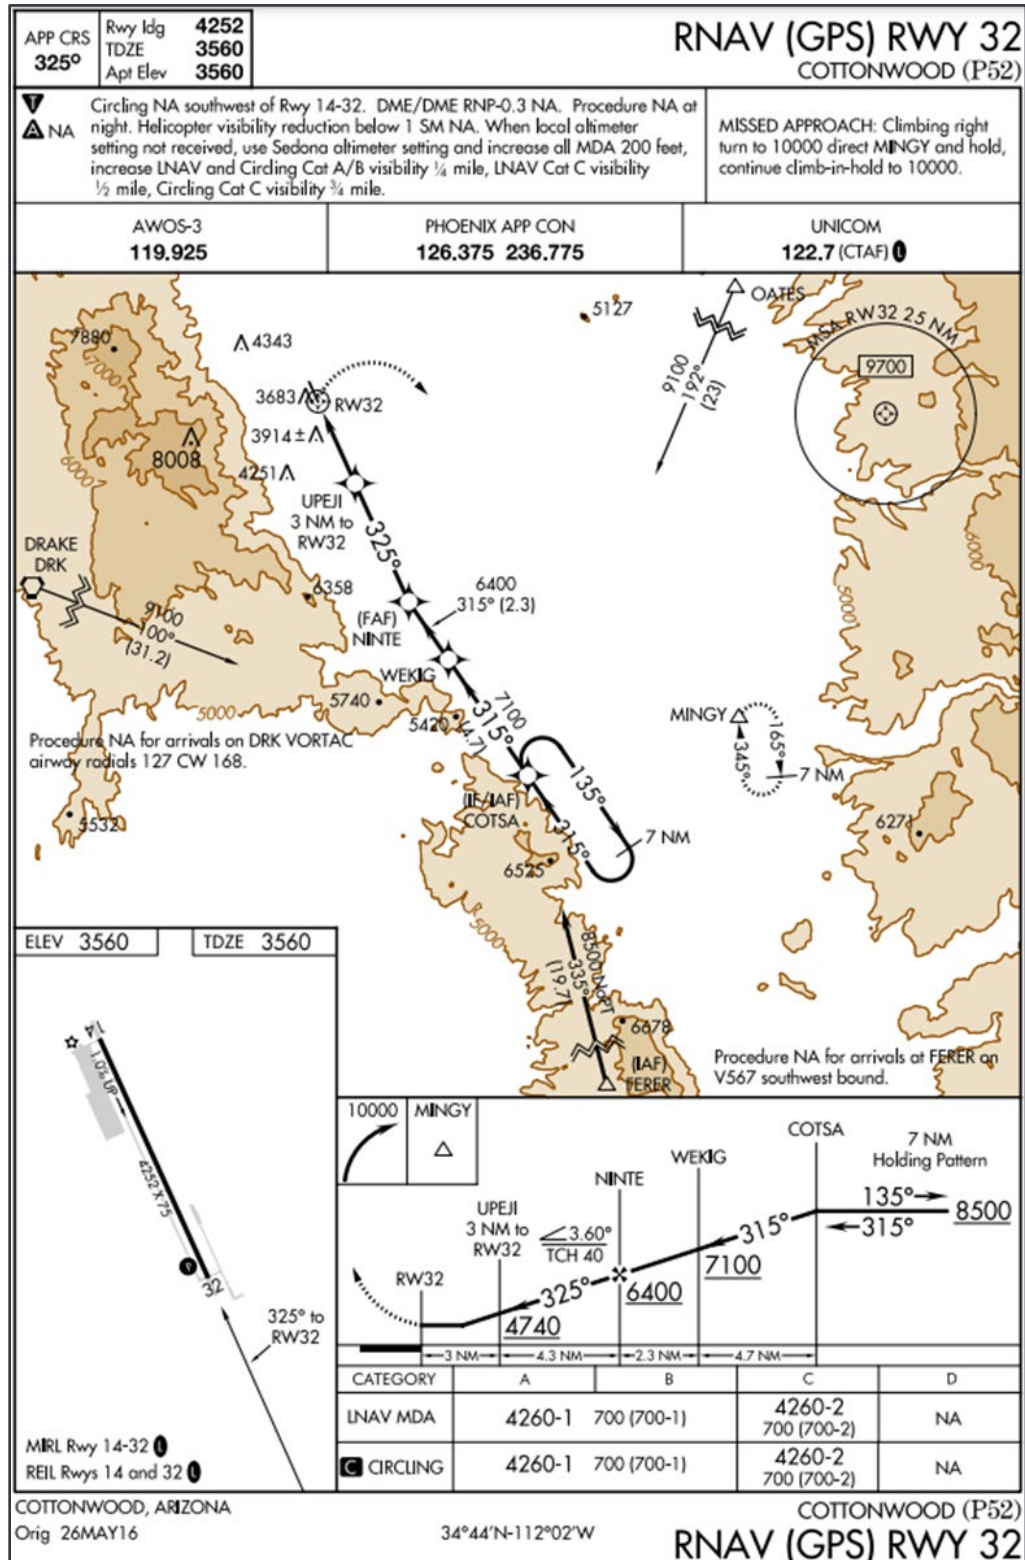 APP CRS
325°
Rwy ldg 4252
TDZE 3560
Apt Elev 3560
RNAV (GPS) RWY 32
COTTONWOOD (P52)
T
A NA
Circling NA southwest of Rwy 14-32. DME/DME RNP-0.3 NA. Procedure NA at
night. Helicopter visibility reduction below 1 SM NA. When local altimeter
setting not received, use Sedona altimeter setting and increase all MDA 200 feet,
increase LNAV and Circling Cat A/B visibility ¼ mile, LNAV Cat C visibility
½ mile, Circling Cat C visibility ¾ mile.
MISSED APPROACH: Climbing right
turn to 10000 direct MINGY and hold,
continue climb-in-hold to 10000.
AWOS-3
119.925
PHOENIX APP CON
126.375 236.775
UNICOM
122.7 (CTAF) L
5127
OATES
MSA RW32 25 NM
9700
9100
192°
(23)
7880
7000
4343
3683
RW32
3914±
8008
6000
4251
UPEJI
3 NM to
RW32
325°
DRAKE
DRK
6358
6400
315° (2.3)
(FAF)
NINTE
9100
100°
(31.2)
6000
5000
WEKIG
5740
5000
5420
7100
315°
(4.7)
MINGY
345°
165°
7 NM
Procedure NA for arrivals on DRK VORTAC
airway radials 127 CW 168.
135°
(IF/IAF)
COTSA
315°
7 NM
5532
6525
6271
5000
8500 NoPT
335°
(19.7)
6678
(IAF)
FERER
Procedure NA for arrivals at FERER on
V567 southwest bound.
ELEV 3560
TDZE 3560
14
1.0% UP
4252 X 75
32
325° to
RW32
MIRL Rwy 14-32 L
REIL Rwys 14 and 32 L
10000
MINGY
COTSA
7 NM
Holding Pattern
WEKIG
NINTE
UPEJI
3 NM to
RW32
3.60°
TCH 40
135°
315°
8500
315°
7100
RW32
325°
6400
4740
3 NM
4.3 NM
2.3 NM
4.7 NM
CATEGORY A B C D
LNAV MDA 4260-1 700 (700-1) 4260-2 700 (700-2) NA
C CIRCLING 4260-1 700 (700-1) 4260-2 700 (700-2) NA
COTTONWOOD, ARIZONA
Orig 26MAY16
34°44'N-112°02'W
COTTONWOOD (P52)
RNAV (GPS) RWY 32